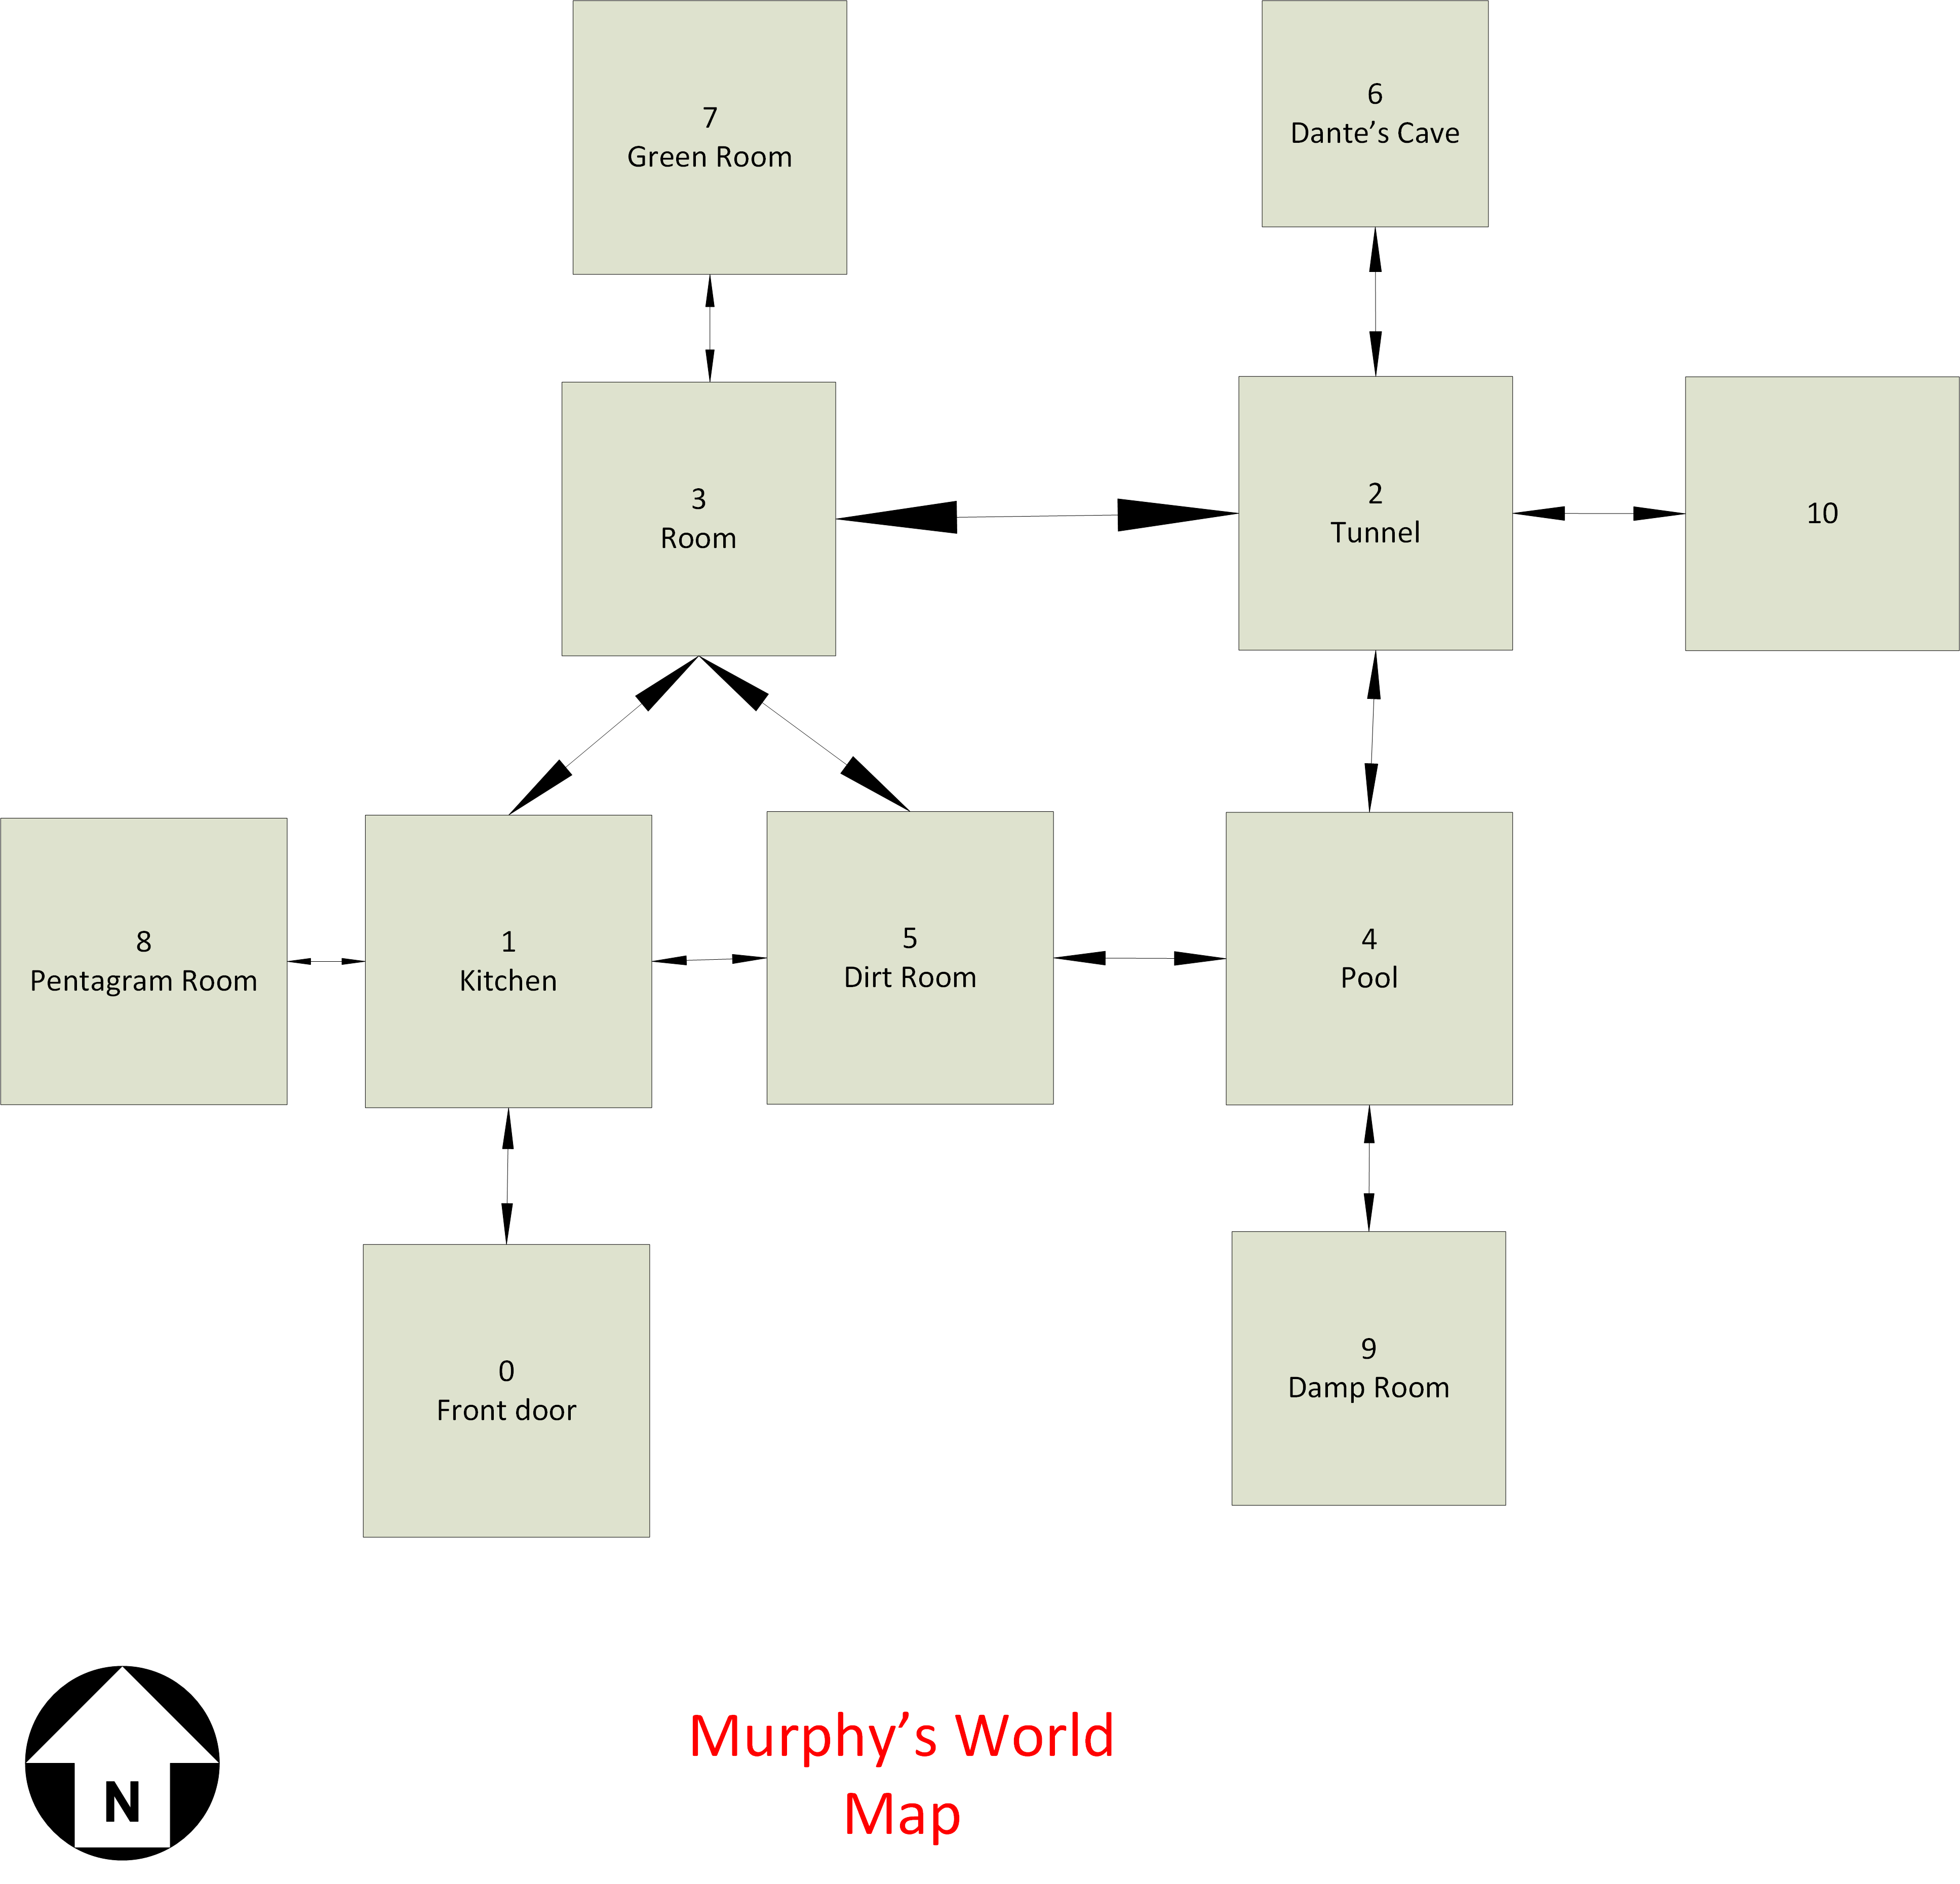 7
Green Room
6
Dante’s Cave
3
Room
2
Tunnel
10
8
Pentagram Room
1
Kitchen
5
Dirt Room
4
Pool
0
Front door
9
Damp Room
N
Murphy’s World
Map